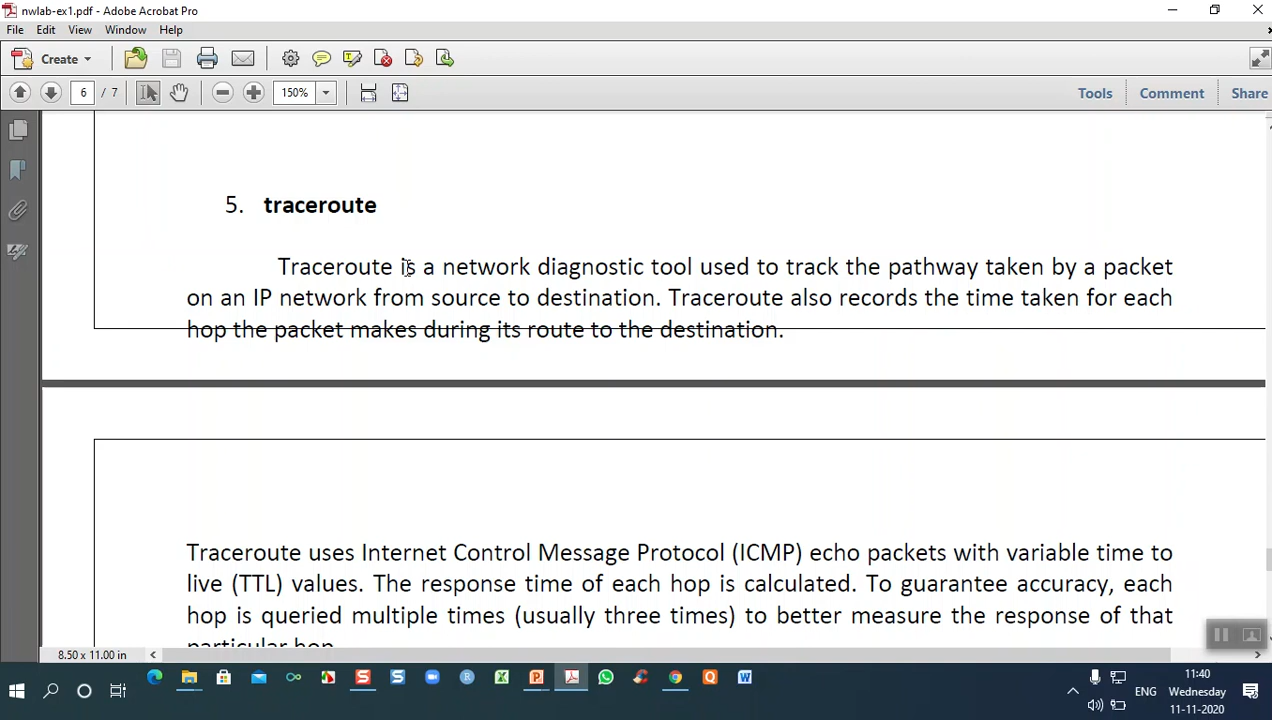 nwlab-ex1.pdf - Adobe Acrobat Pro
File Edit View Window Help
Create
6 / 7 150% Tools Comment Share
5. traceroute
Traceroute is a network diagnostic tool used to track the pathway taken by a packet
on an IP network from source to destination. Traceroute also records the time taken for each
hop the packet makes during its route to the destination.
Traceroute uses Internet Control Message Protocol (ICMP) echo packets with variable time to
live (TTL) values. The response time of each hop is calculated. To guarantee accuracy, each
hop is queried multiple times (usually three times) to better measure the response of that
particular hop.
8.50 x 11.00 in
11:40
ENG Wednesday
11-11-2020